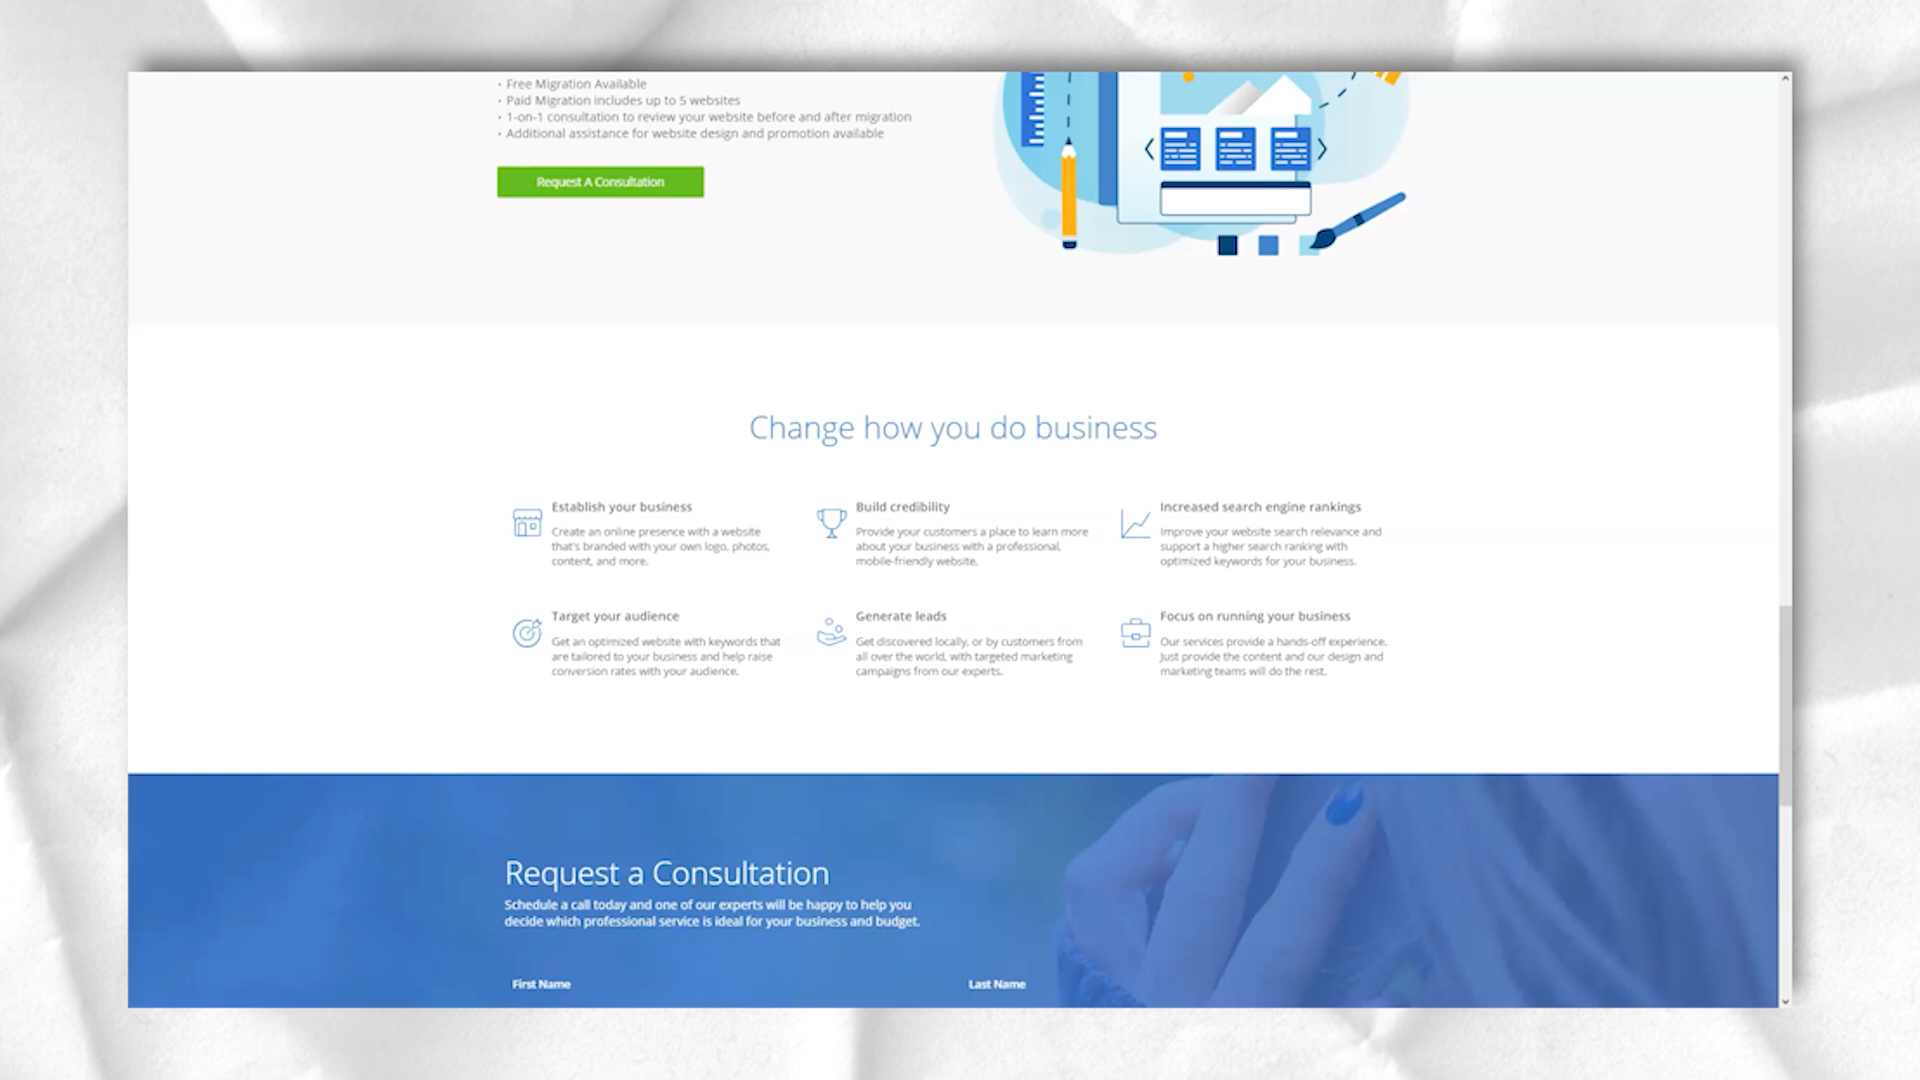 • Free Migration Available
• Paid Migration includes up to 5 websites
• 1-on-1 consultation to review your website before and after migration
• Additional assistance for website design and promotion available
Request A Consultation
Change how you do business
Establish your business
Create an online presence with a website
that's branded with your own logo, photos,
content, and more.
Build credibility
Provide your customers a place to learn more
about your business with a professional,
mobile-friendly website.
Increased search engine rankings
Improve your website search relevance and
support a higher search ranking with
optimized keywords for your business.
Target your audience
Get an optimized website with keywords that
are tailored to your business and help raise
conversion rates with your audience.
Generate leads
Get discovered locally, or by customers from
all over the world, with targeted marketing
campaigns from our experts.
Focus on running your business
Our services provide a hands-off experience.
Just provide the content and our design and
marketing teams will do the rest.
Request a Consultation
Schedule a call today and one of our experts will be happy to help you
decide which professional service is ideal for your business and budget.
First Name
Last Name